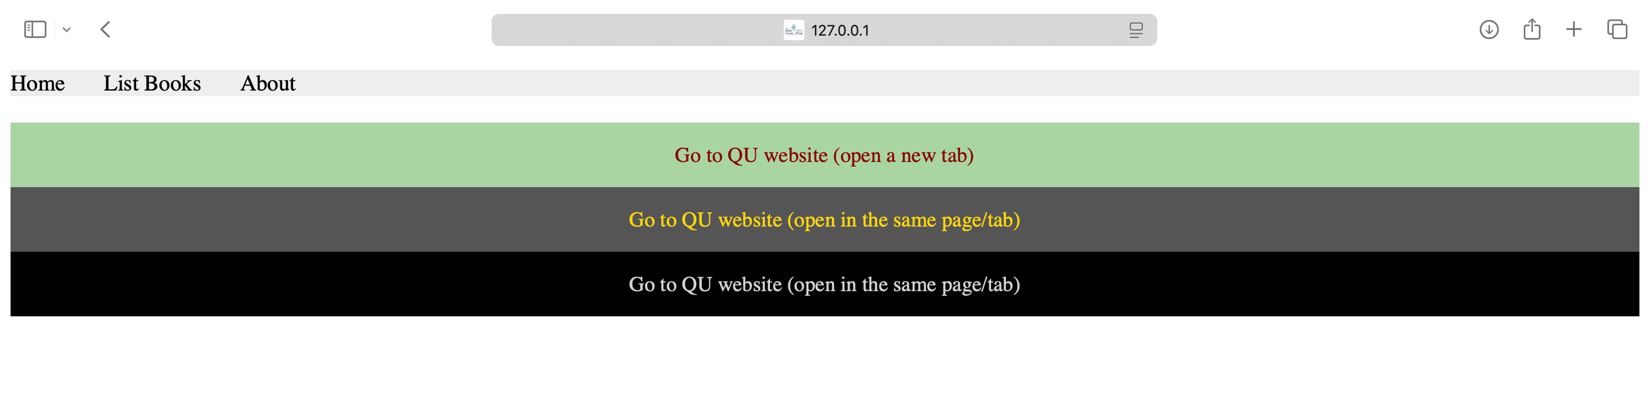 127.0.0.1
Home List Books About
Go to QU website (open a new tab)
Go to QU website (open in the same page/tab)
Go to QU website (open in the same page/tab)